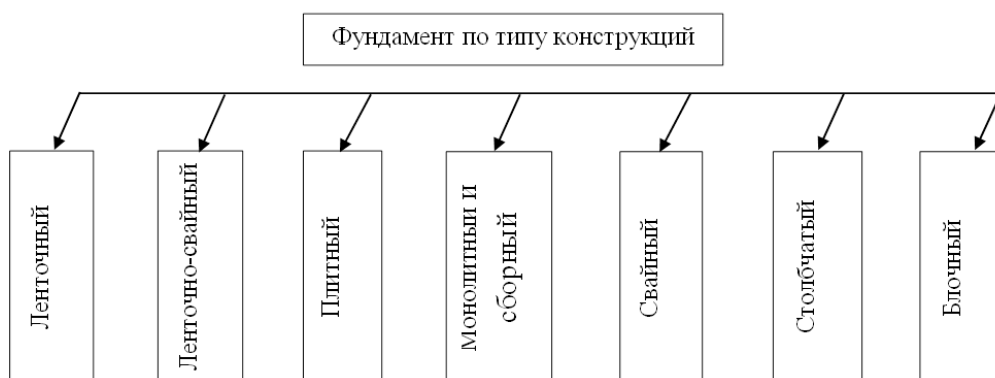 Фундамент по типу конструкций
Ленточный
Ленточно-свайный
Плитный
Монолитный и
сборный
Свайный
Столбчатый
Блочный